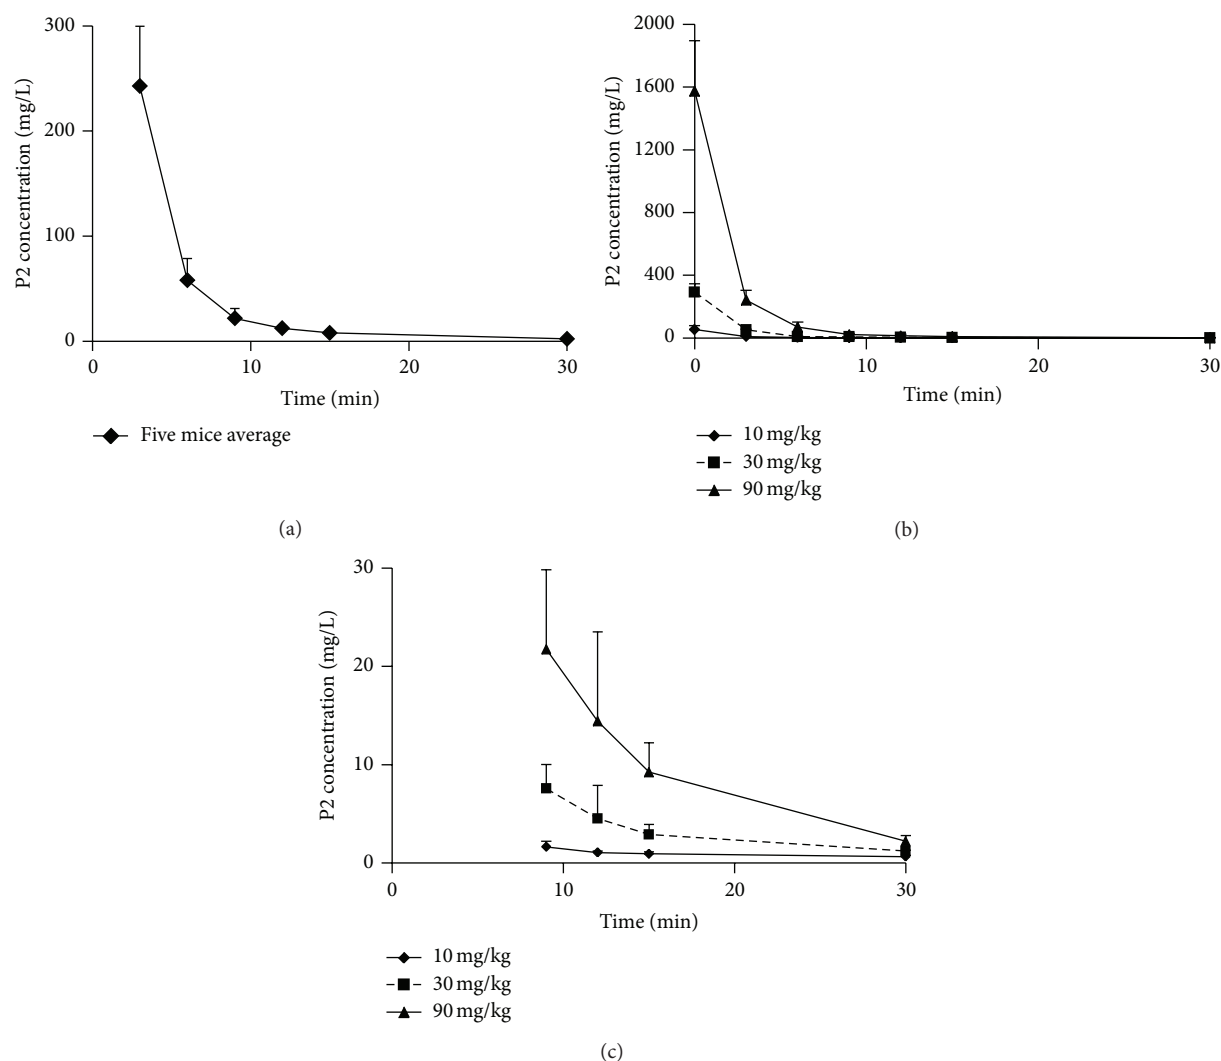 300
200
100
0
P2 concentration (mg/L)
0
10
20
30
Time (min)
Five mice average
(a)
2000
1600
1200
800
400
0
P2 concentration (mg/L)
0
10
20
30
Time (min)
10 mg/kg
30 mg/kg
90 mg/kg
(b)
30
20
10
0
P2 concentration (mg/L)
0
10
20
30
Time (min)
10 mg/kg
30 mg/kg
90 mg/kg
(c)